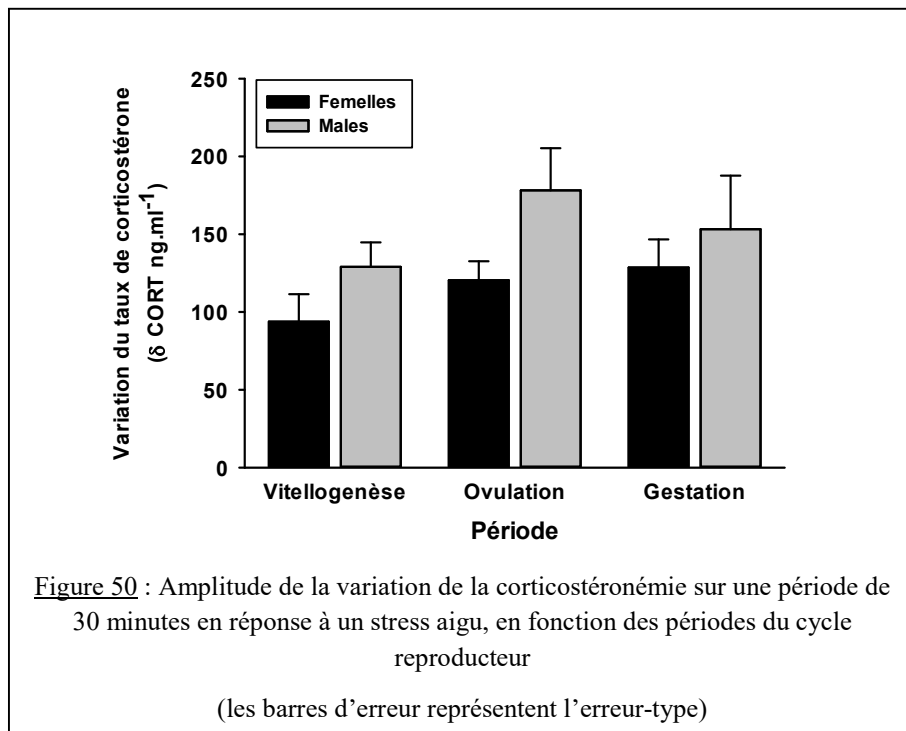 250
200
150
100
50
0
Variation du taux de corticostérone
(δ CORT ng.ml-1)
Femelles
Males
Vitellogenèse Ovulation Gestation
Période
Figure 50 : Amplitude de la variation de la corticostéronémie sur une période de
30 minutes en réponse à un stress aigu, en fonction des périodes du cycle
reproducteur
(les barres d’erreur représentent l’erreur-type)